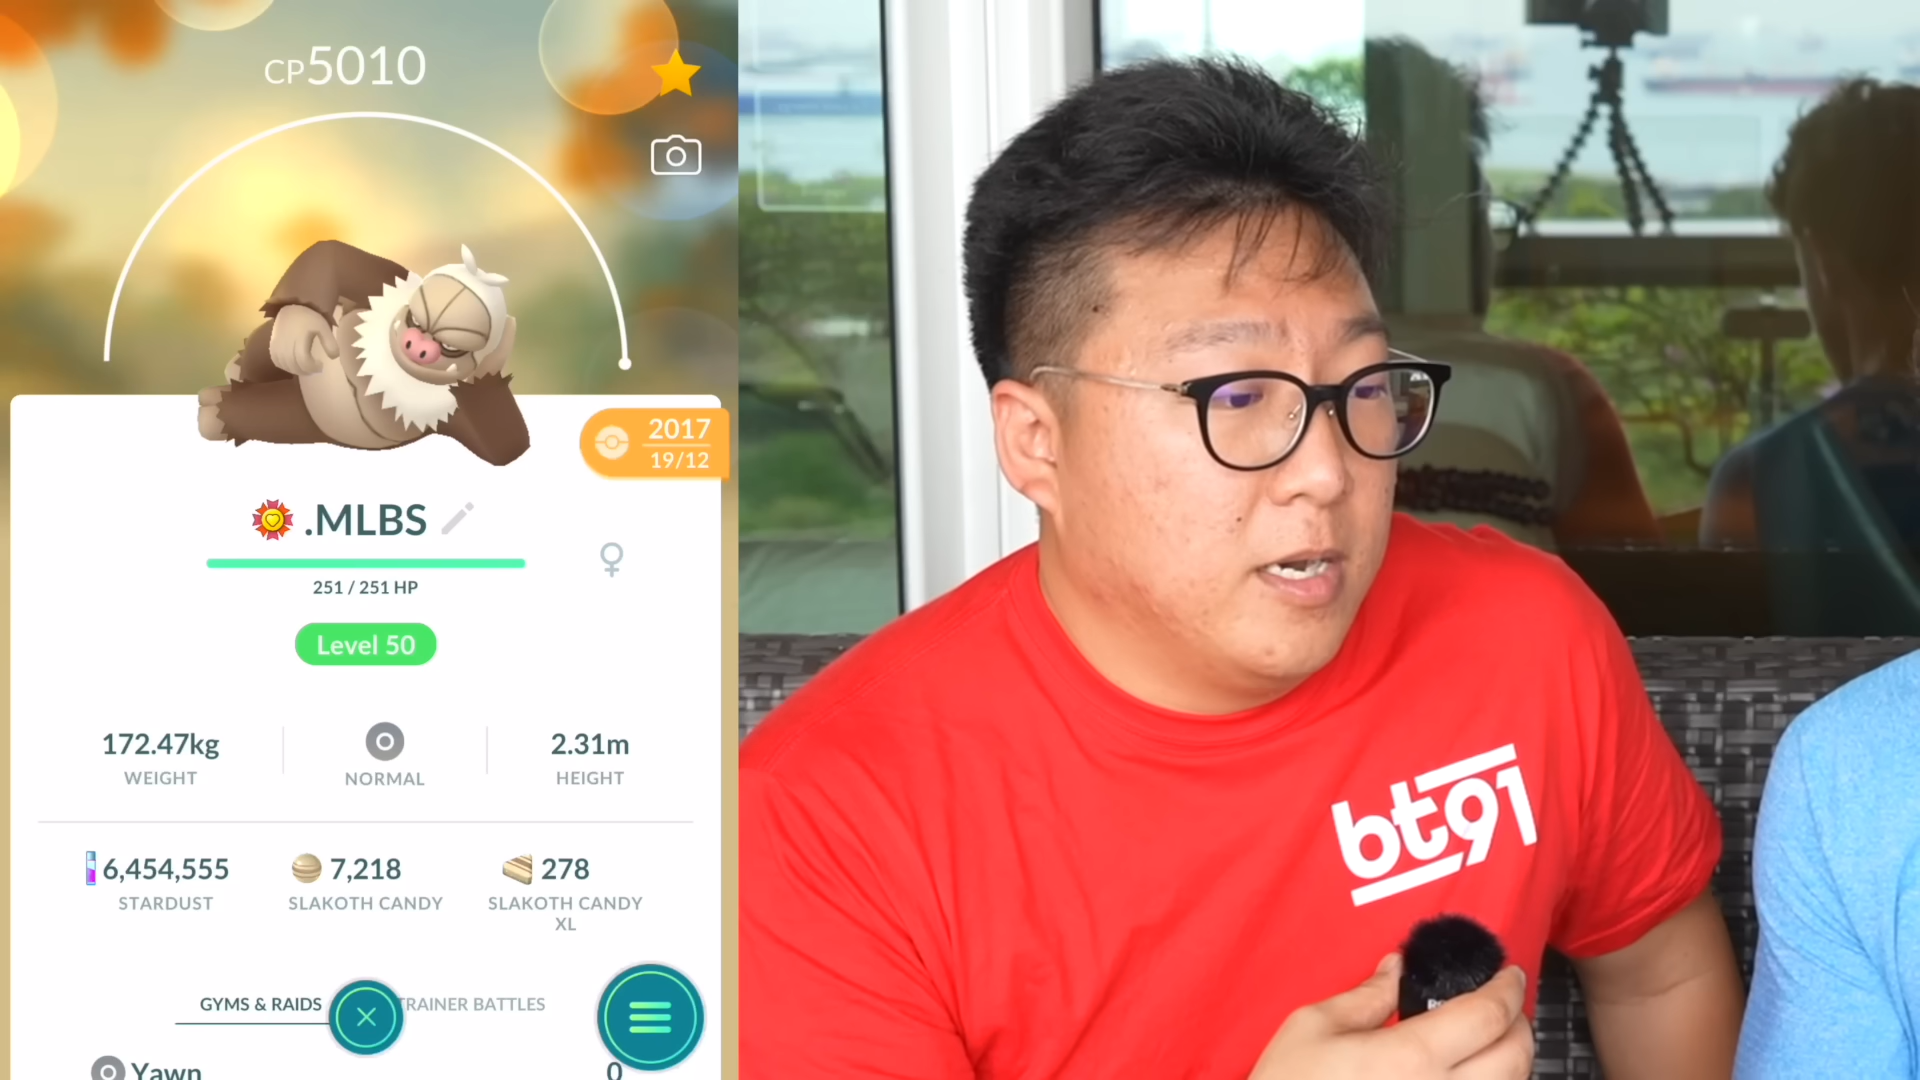 CP5010
2017
19/12
.MLBS
251 / 251 HP
Level 50
172.47kg
WEIGHT
NORMAL
2.31m
HEIGHT
6,454,555
STARDUST
7,218
SLAKOTH CANDY
278
SLAKOTH CANDY
XL
GYMS & RAIDS
TRAINER BATTLES
Yawn
0
bt91